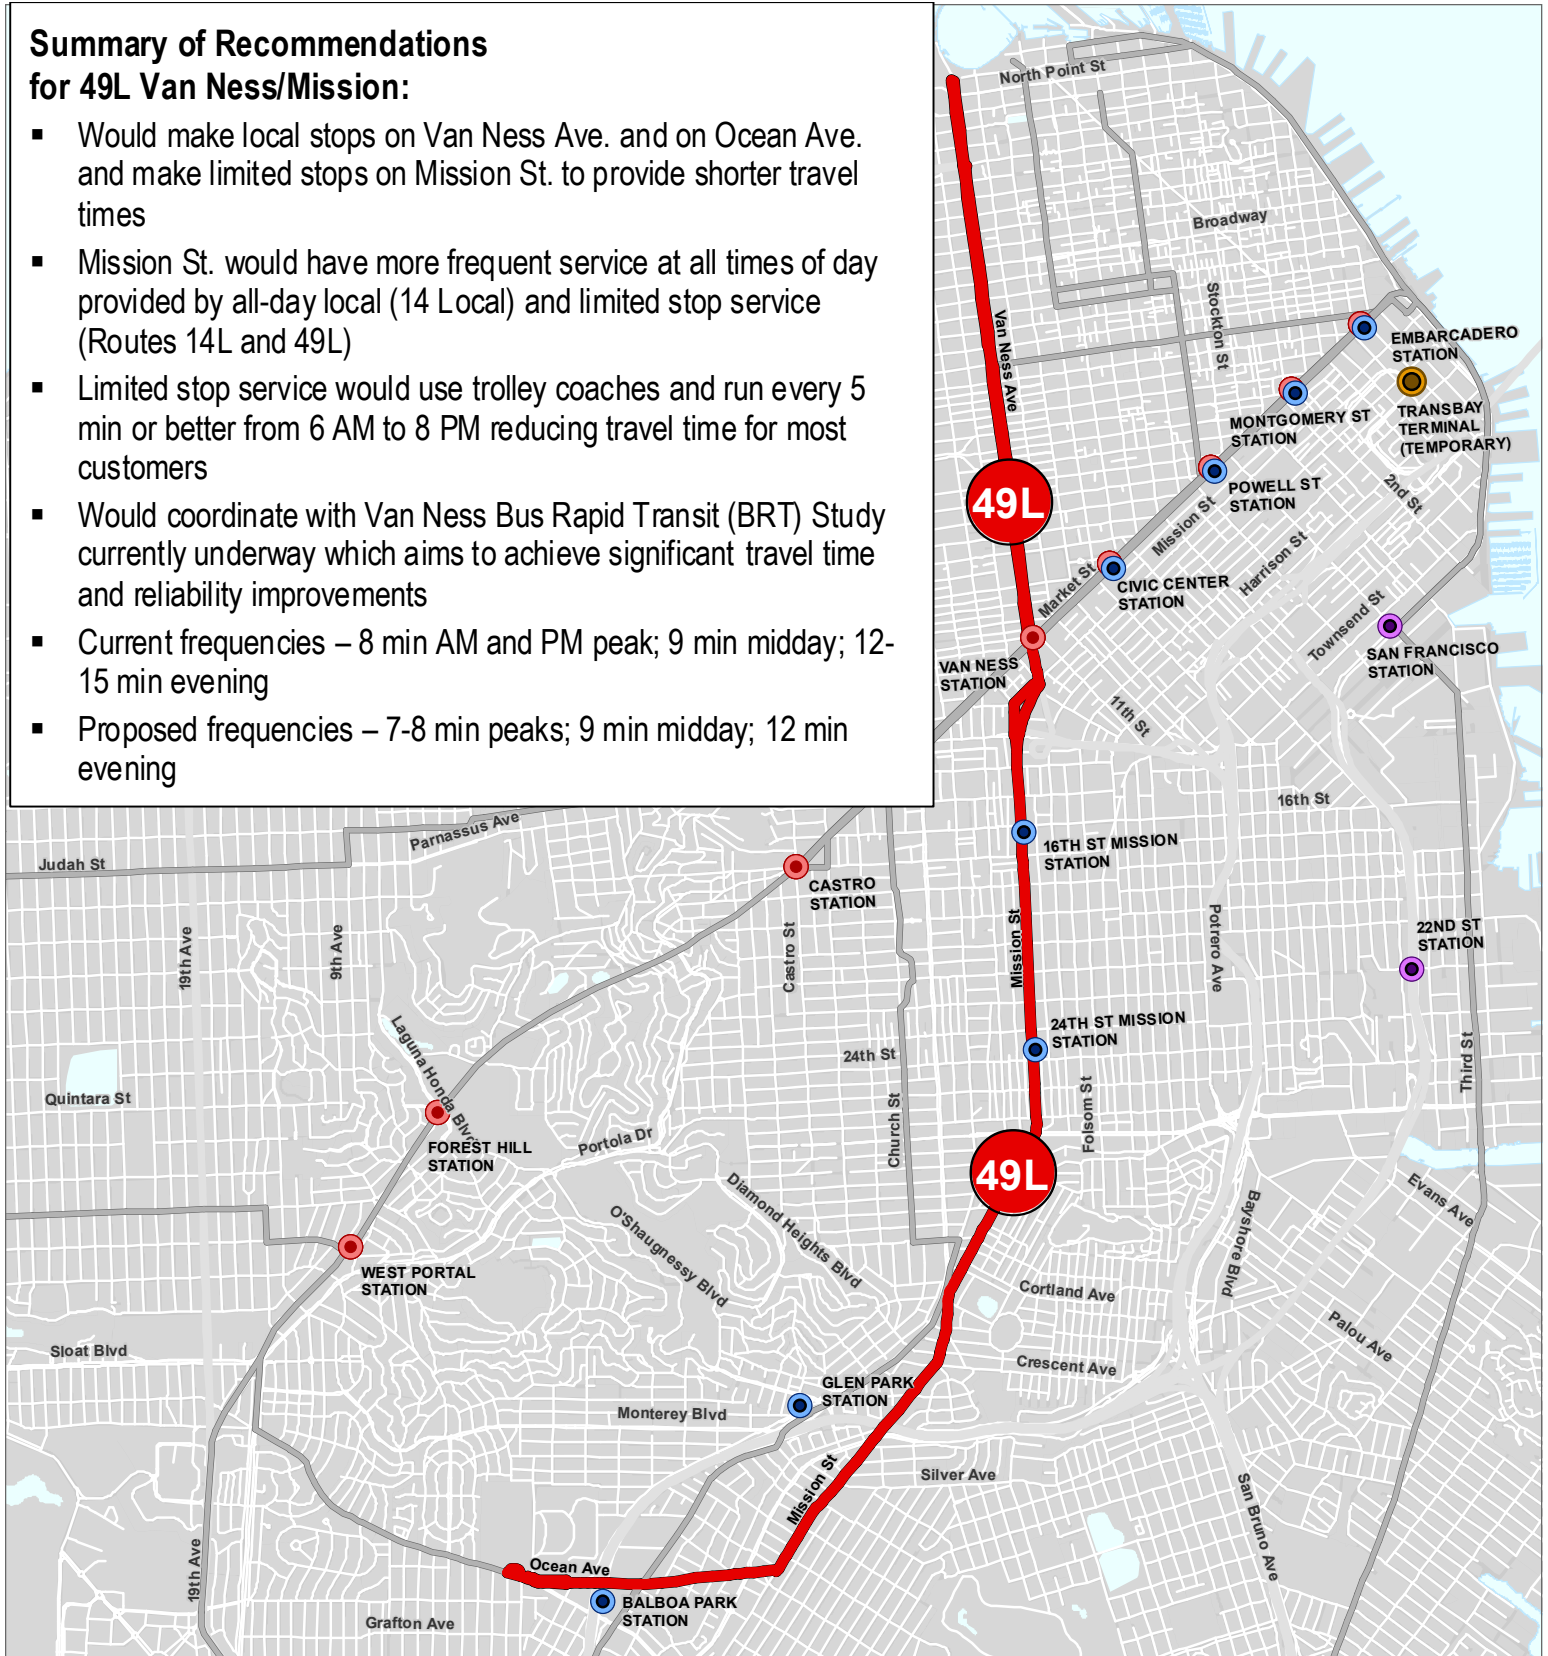 Summary of Recommendations
for 49L Van Ness/Mission:
▪ Would make local stops on Van Ness Ave. and on Ocean Ave.
and make limited stops on Mission St. to provide shorter travel
times
▪ Mission St. would have more frequent service at all times of day
provided by all-day local (14 Local) and limited stop service
(Routes 14L and 49L)
▪ Limited stop service would use trolley coaches and run every 5
min or better from 6 AM to 8 PM reducing travel time for most
customers
▪ Would coordinate with Van Ness Bus Rapid Transit (BRT) Study
currently underway which aims to achieve significant travel time
and reliability improvements
▪ Current frequencies – 8 min AM and PM peak; 9 min midday; 12-
15 min evening
▪ Proposed frequencies – 7-8 min peaks; 9 min midday; 12 min
evening
North Point St
Broadway
Stockton St
Van Ness Ave
EMBARCADERO
STATION
TRANSBAY
TERMINAL
(TEMPORARY)
MONTGOMERY ST
STATION
POWELL ST
STATION
2nd St
49L
Mission St
Harrison St
Market St
CIVIC CENTER
STATION
Townsend St
SAN FRANCISCO
STATION
VAN NESS
STATION
11th St
16th St
Parnassus Ave
Judah St
16TH ST MISSION
STATION
CASTRO
STATION
19th Ave
9th Ave
Castro St
Mission St
Potrero Ave
22ND ST
STATION
Laguna Honda Blvd
24TH ST MISSION
STATION
24th St
Third St
Quintara St
Folsom St
Church St
FOREST HILL
STATION
Portola Dr
49L
Diamond Heights Blvd
O'Shaugnessy Blvd
Evans Ave
Bayshore Blvd
WEST PORTAL
STATION
Cortland Ave
Palou Ave
Sloat Blvd
Crescent Ave
GLEN PARK
STATION
Monterey Blvd
Mission St
Silver Ave
San Bruno Ave
19th Ave
Ocean Ave
BALBOA PARK
STATION
Grafton Ave